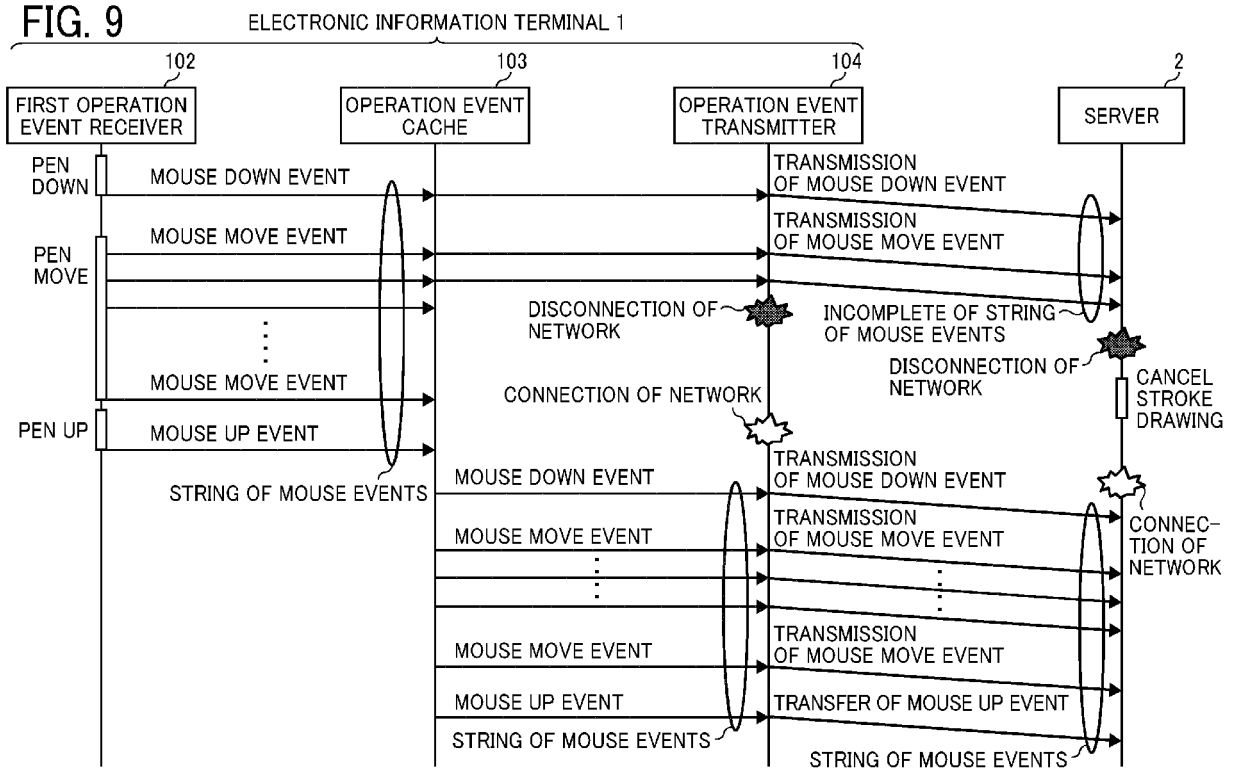 FIG. 9
ELECTRONIC INFORMATION TERMINAL 1
102
103
104
2
FIRST OPERATION
EVENT RECEIVER
OPERATION EVENT
CACHE
OPERATION EVENT
TRANSMITTER
SERVER
PEN
DOWN
MOUSE DOWN EVENT
TRANSMISSION
OF MOUSE DOWN EVENT
PEN
MOVE
MOUSE MOVE EVENT
TRANSMISSION
OF MOUSE MOVE EVENT
DISCONNECTION OF
NETWORK
INCOMPLETE OF STRING
OF MOUSE EVENTS
DISCONNECTION OF
NETWORK
CANCEL
STROKE
DRAWING
MOUSE MOVE EVENT
CONNECTION OF NETWORK
PEN UP
MOUSE UP EVENT
STRING OF MOUSE EVENTS
MOUSE DOWN EVENT
TRANSMISSION
OF MOUSE DOWN EVENT
CONNEC-
TION OF
NETWORK
MOUSE MOVE EVENT
TRANSMISSION
OF MOUSE MOVE EVENT
MOUSE MOVE EVENT
TRANSMISSION
OF MOUSE MOVE EVENT
MOUSE UP EVENT
TRANSFER OF MOUSE UP EVENT
STRING OF MOUSE EVENTS
STRING OF MOUSE EVENTS